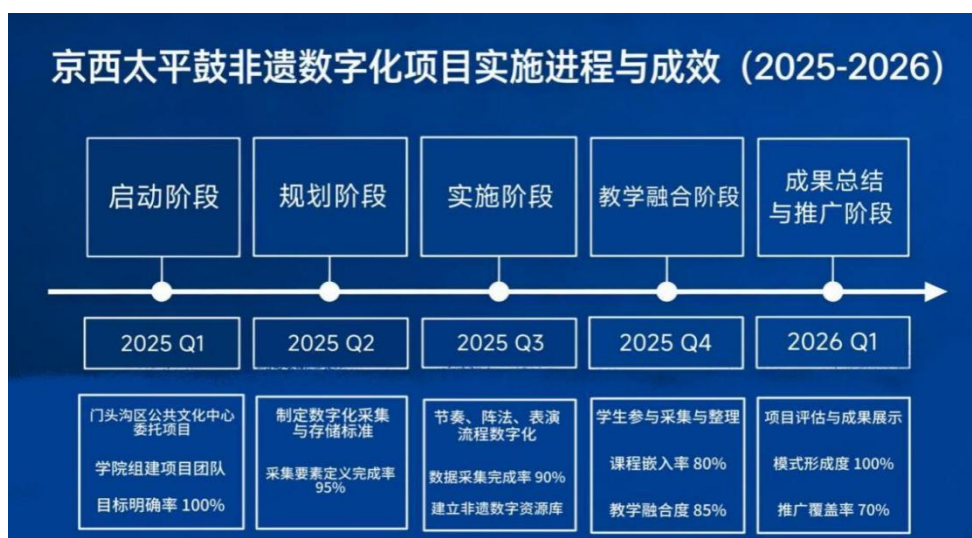 京西太平鼓非遗数字化项目实施进程与成效（2025-2026）
启动阶段
规划阶段
实施阶段
教学融合阶段
成果总结
与推广阶段
2025 Q1
2025 Q2
2025 Q3
2025 Q4
2026 Q1
门头沟区公共文化中心
委托项目
学院组建项目团队
目标明确率 100%
制定数字化采集
与存储标准
采集要素定义完成率
95%
节奏、阵法、表演
流程数字化
数据采集完成率 90%
建立非遗数字资源库
学生参与采集与整理
课程嵌入率 80%
教学融合度 85%
项目评估与成果展示
模式形成度 100%
推广覆盖率 70%